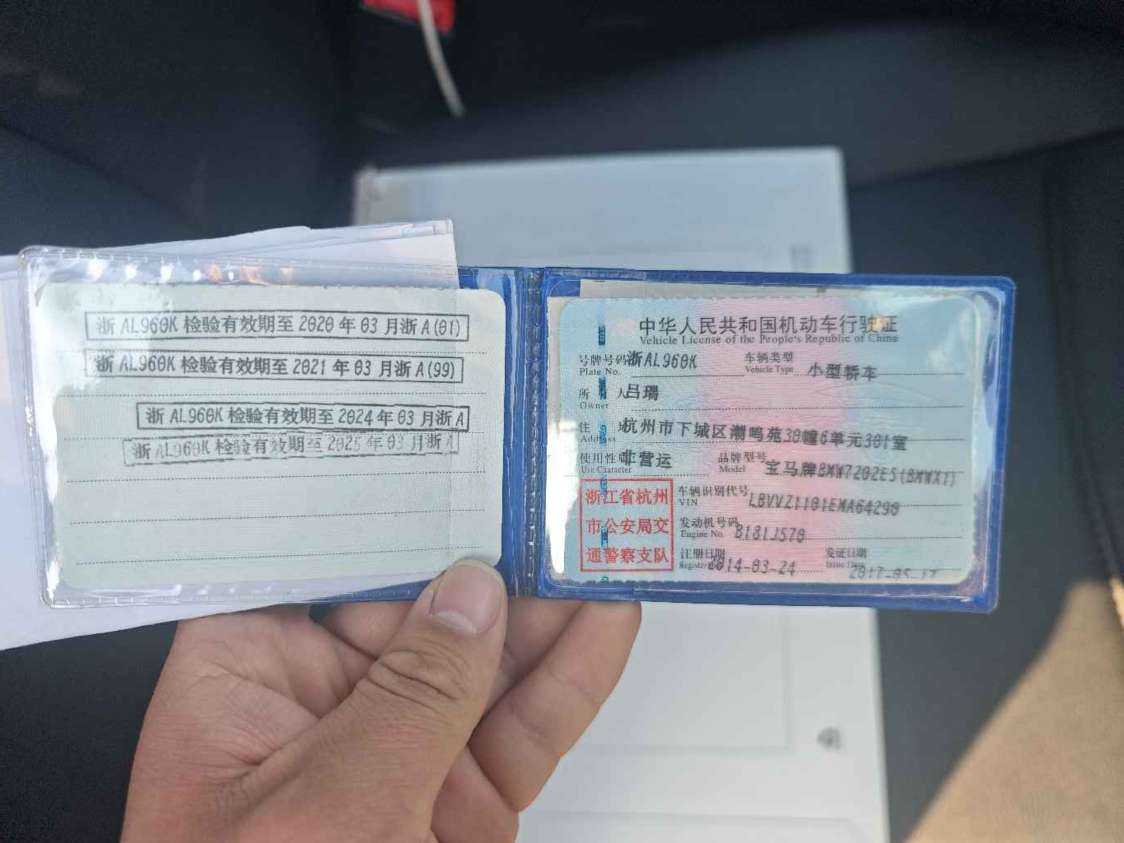 浙 AL960K 检验有效期至 2020 年 03 月浙 A(01)
浙 AL960K 检验有效期至 2021 年 03 月浙 A(99)
浙 AL960K 检验有效期至 2024 年 03 月浙 A
浙 AL960K 检验有效期至 2025 年 03 月浙 A
中华人民共和国机动车行驶证
Vehicle License of the People's Republic of China
号牌号码 浙AL960K 车辆类型 小型轿车
Plate No. Vehicle Type
所 人 吕瑞
Owner
住 址 杭州市下城区潮鸣苑30幢6单元301室
Address
使用性质 非营运 品牌型号 宝马牌BMW7202ES(BMWX1)
Use Character Model
浙江省杭州
市公安局交
通警察支队
车辆识别代号 LBVVZ1101EMA64290
VIN
发动机号码 B181J570
Engine No.
注册日期 2014-03-24 发证日期 2017-05-17
Issue Date